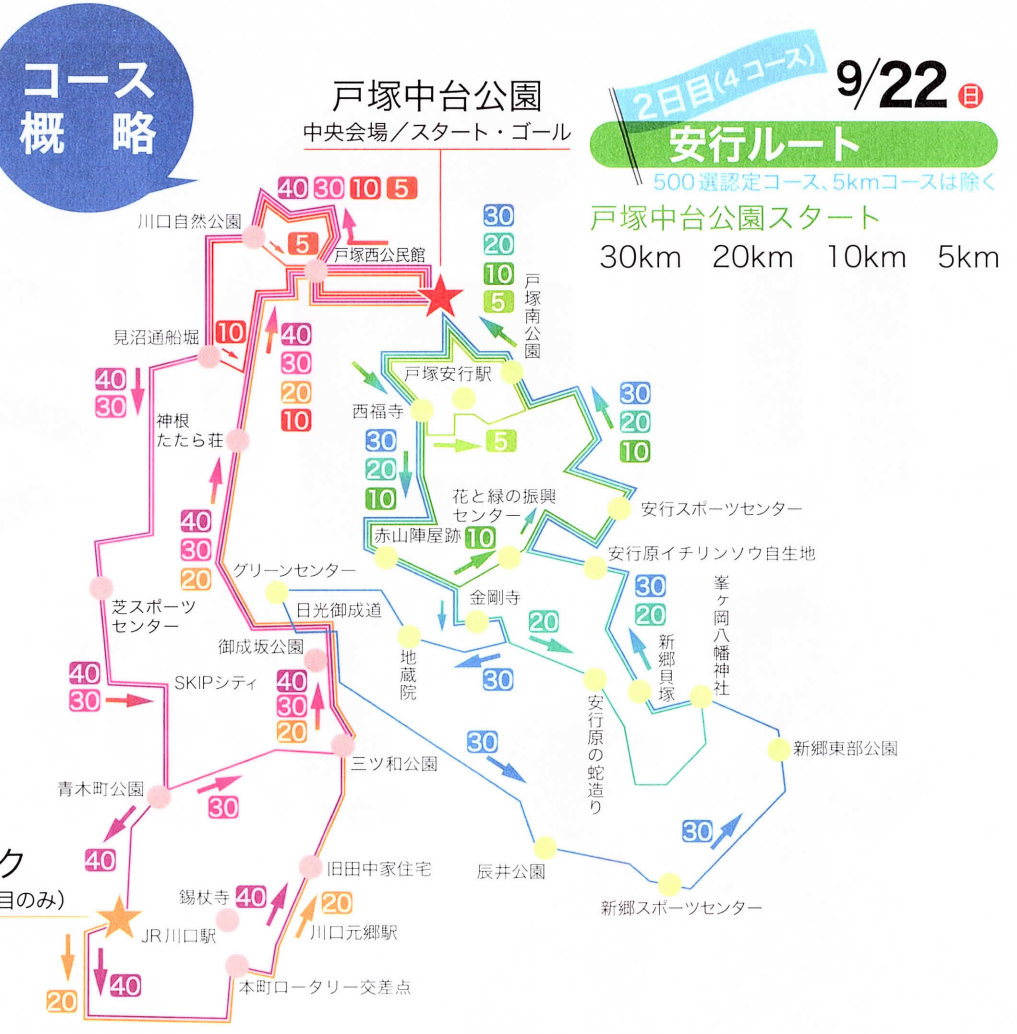 コース
概略
戸塚中台公園
中央会場／スタート・ゴール
2日目(4コース)
9/22 日
安行ルート
500選認定コース、5kmコースは除く
戸塚中台公園スタート
30km 20km 10km 5km
40 30 10 5
川口自然公園
5
戸塚西公民館
30
20
10
5
戸塚南公園
見沼通船堀
10
40
30
20
10
40
30
神根
たたら荘
戸塚安行駅
西福寺
5
30
20
10
30
20
10
花と緑の振興
センター
安行スポーツセンター
赤山陣屋跡
10
安行原イチリンソウ自生地
40
30
20
グリーンセンター
日光御成道
芝スポーツ
センター
金剛寺
20
30
20
峯ヶ岡八幡神社
新郷貝塚
御成坂公園
地蔵院
30
安行原の蛇造り
SKIPシティ
40
30
40
30
20
30
新郷東部公園
三ツ和公園
青木町公園
30
40
30
辰井公園
新郷スポーツセンター
ク
目のみ）
旧田中家住宅
錫杖寺
40
20
JR川口駅
川口元郷駅
40
20
本町ロータリー交差点